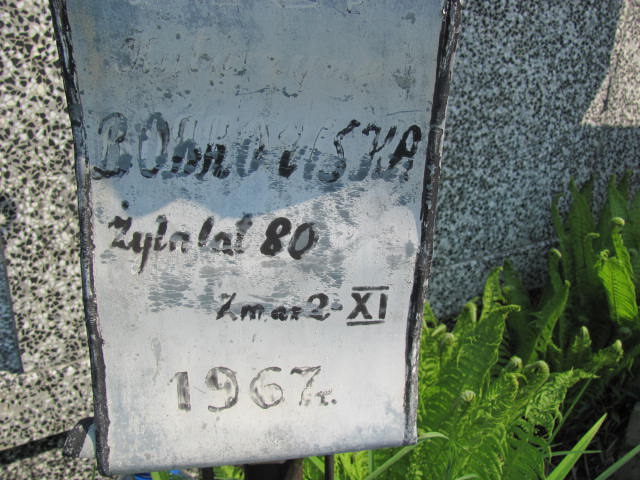 BOBROWSKA
Żyła lat 80
Zmar 2-XI
1967r.